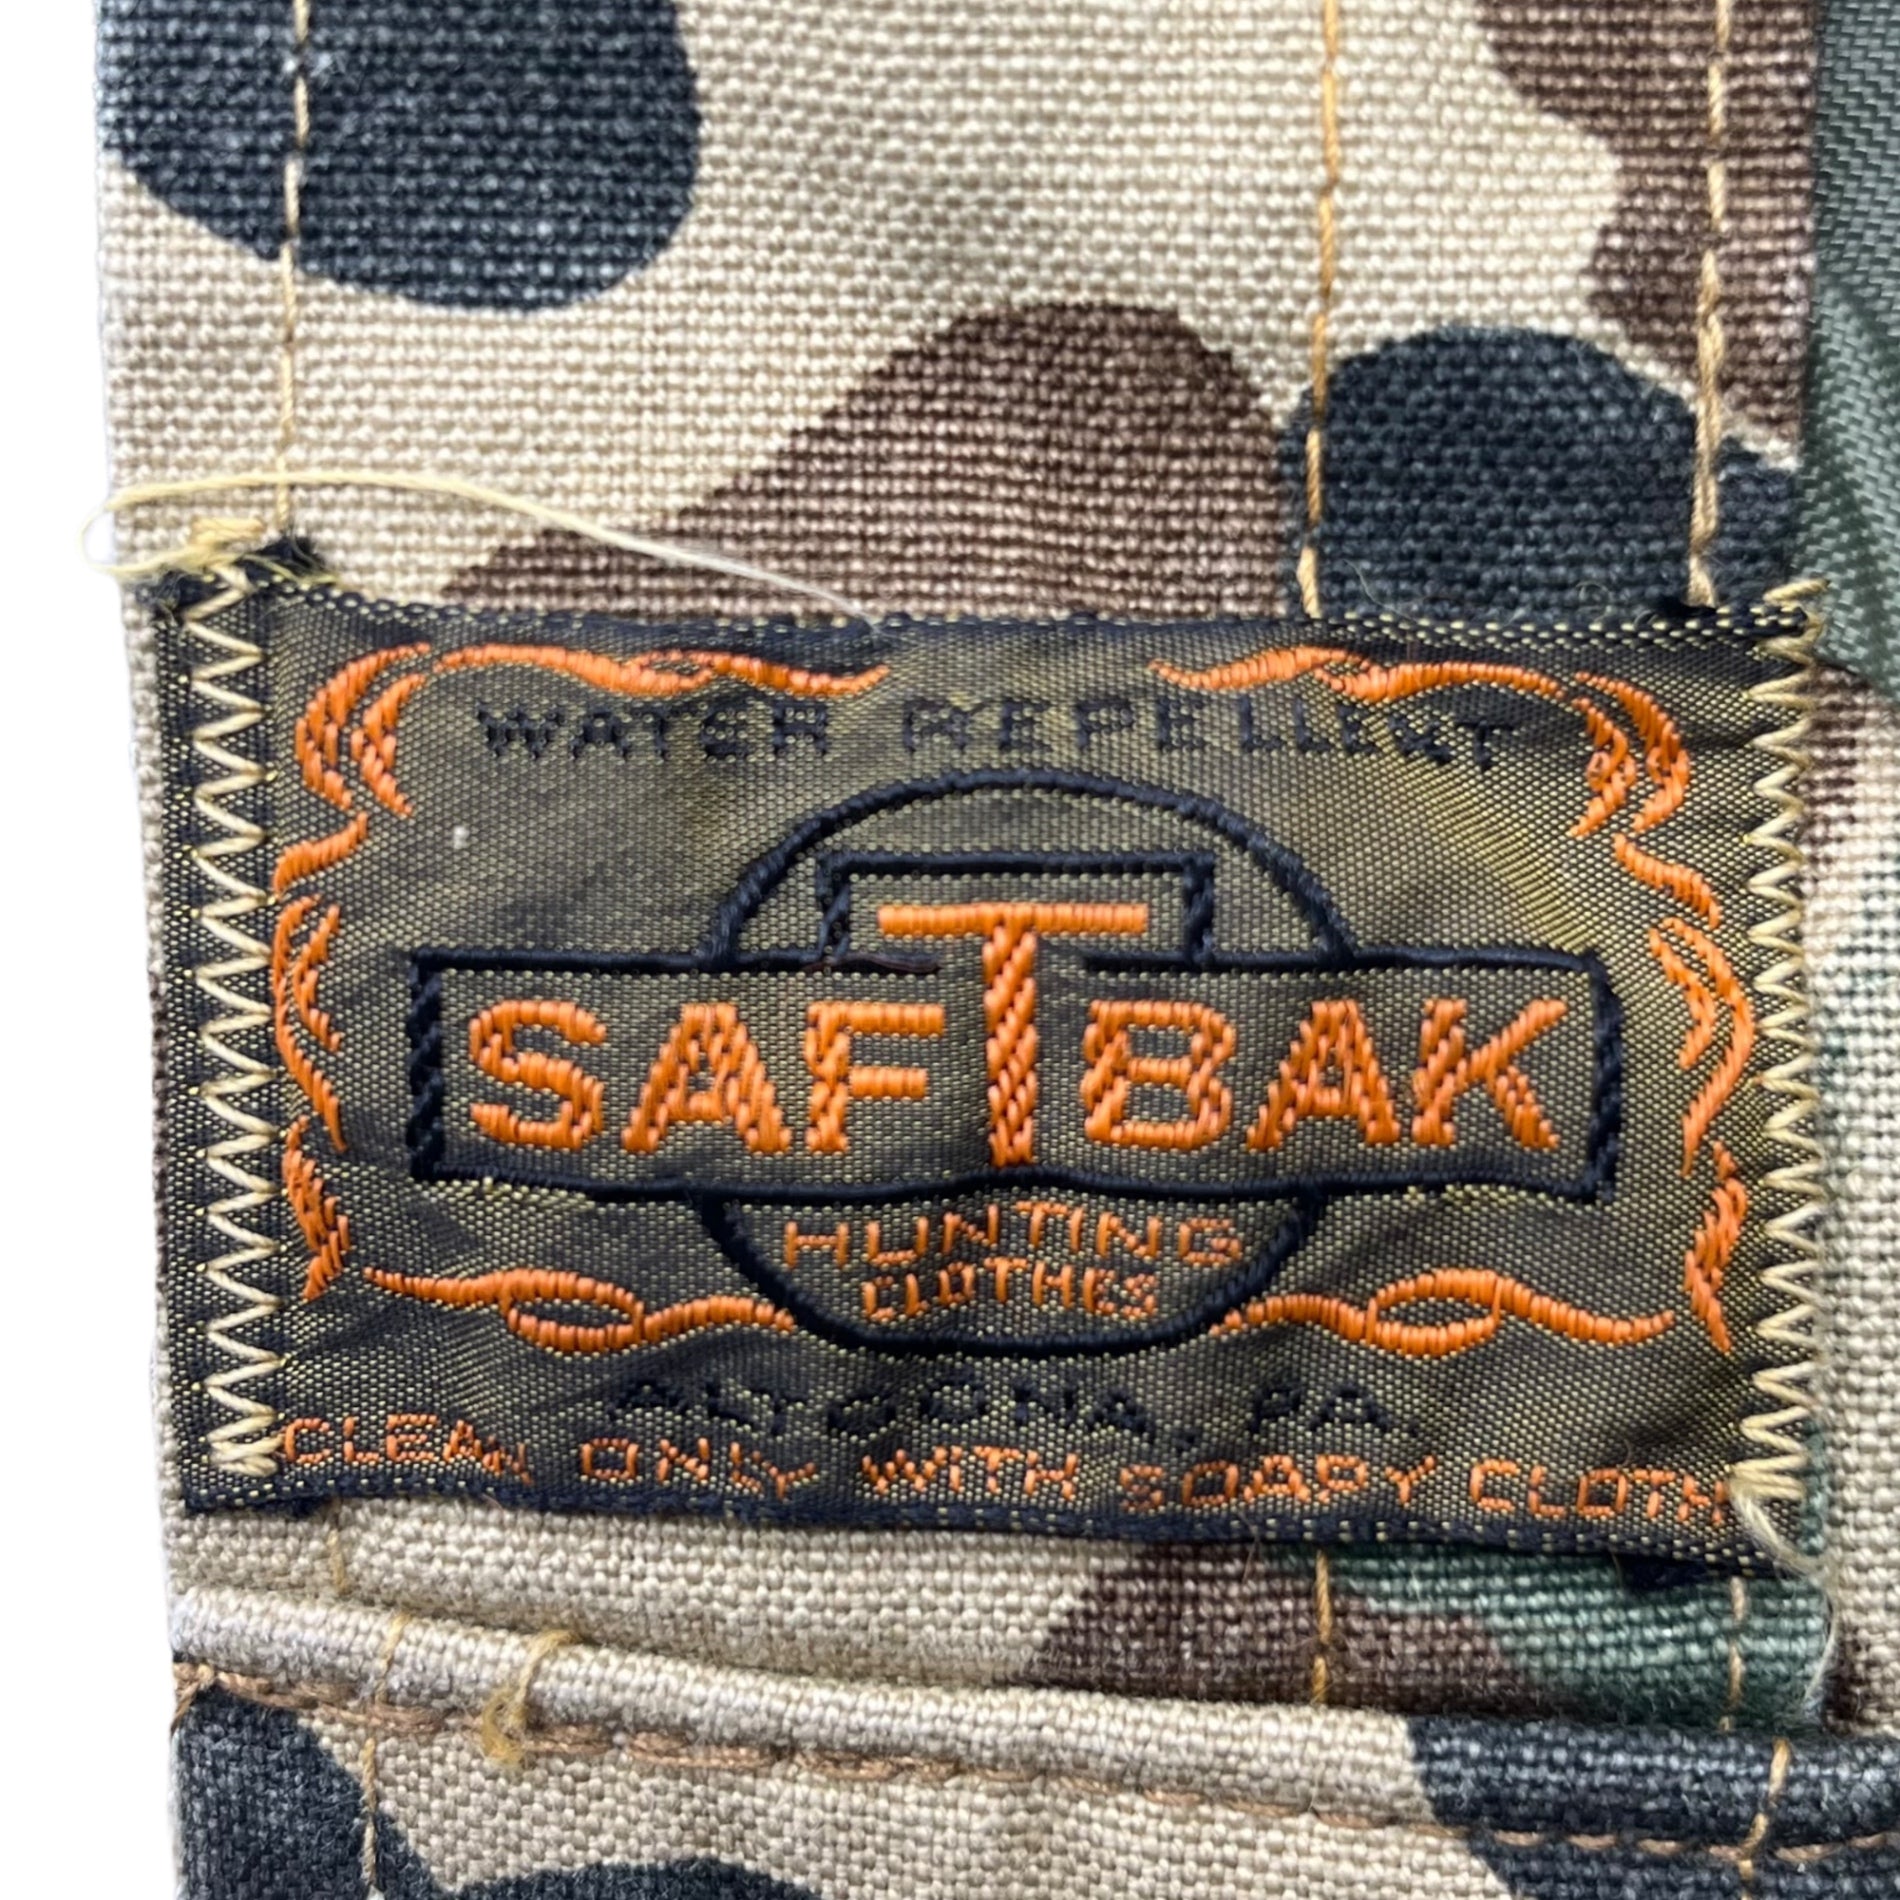 WATER REPELLENT
SAFTBAK
HUNTING
CLOTHES
ALTOONA, PA.
CLEAN ONLY WITH SOAPY CLOTH